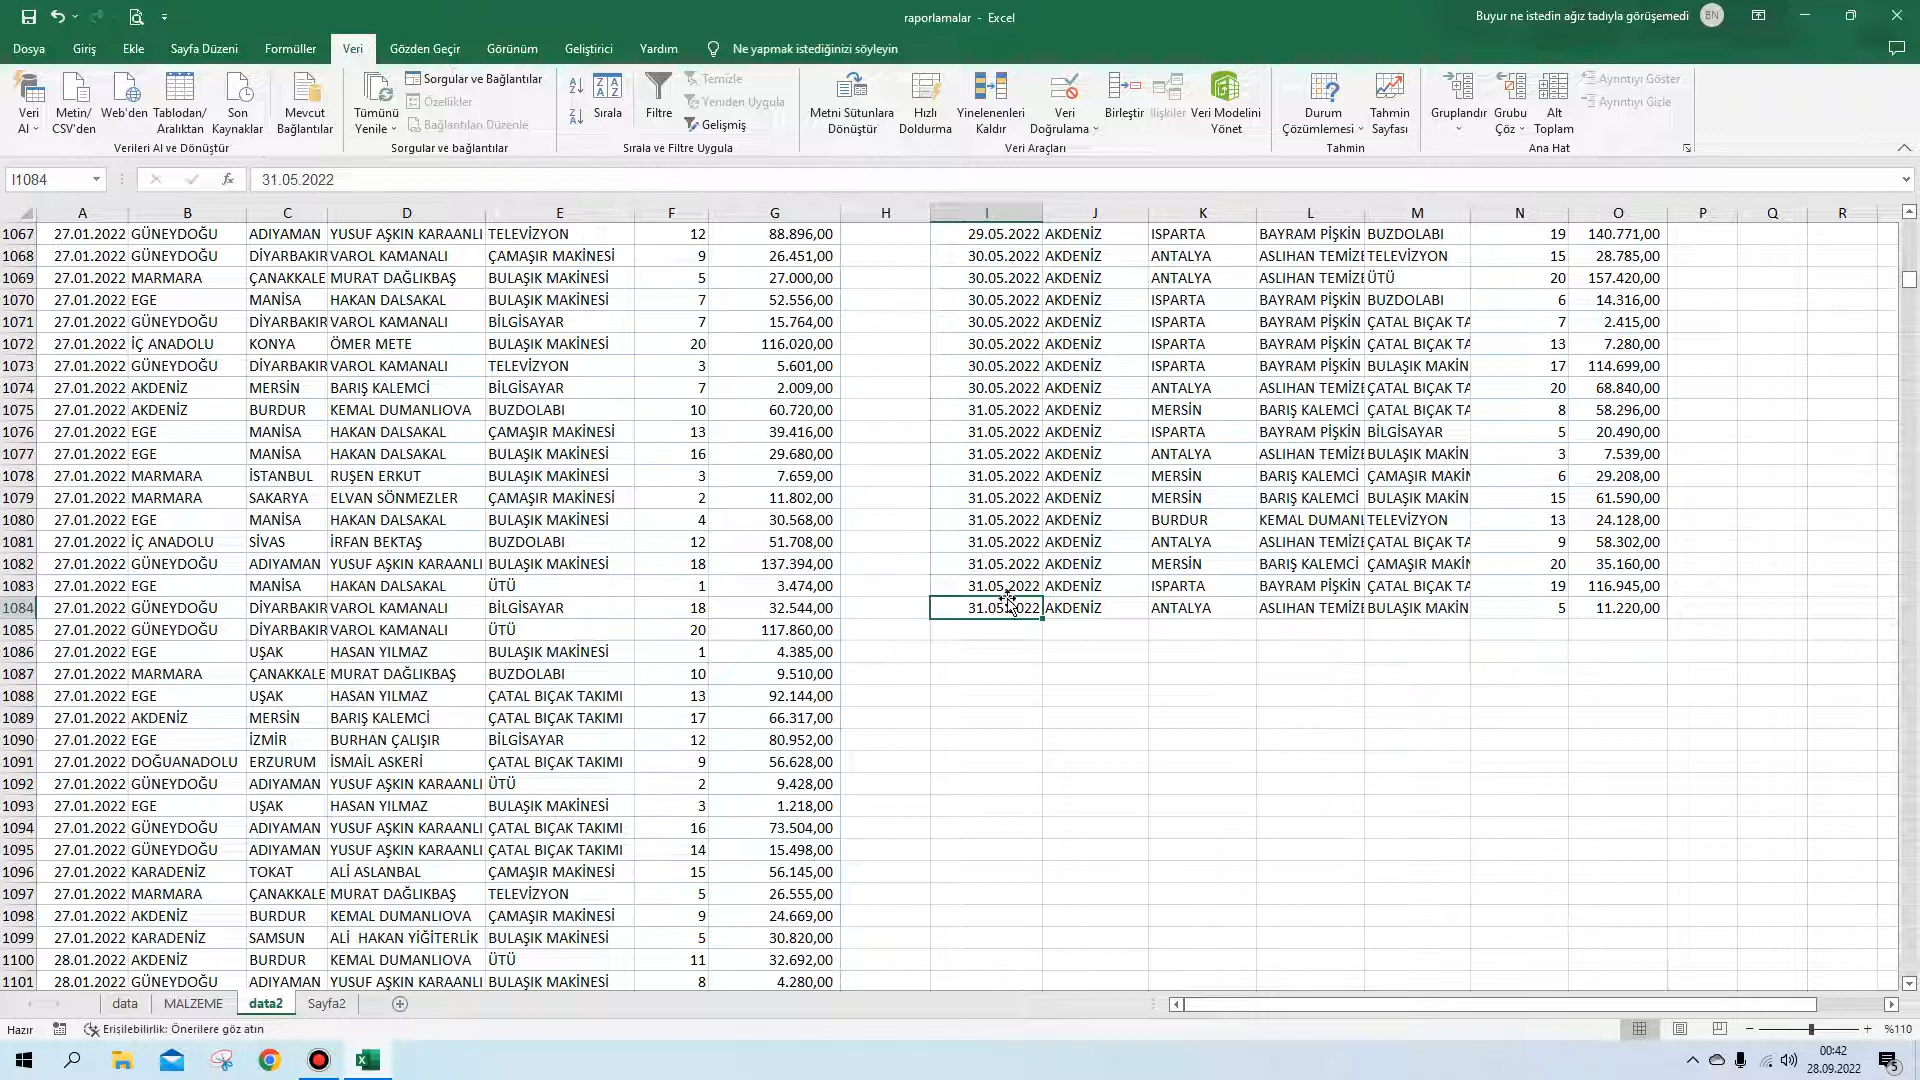 raporlamalar - Excel
Buyur ne istedin ağız tadıyla görüşemedi BN
Dosya Giriş Ekle Sayfa Düzeni Formüller Veri Gözden Geçir Görünüm Geliştirici Yardım Ne yapmak istediğinizi söyleyin
Veri Al
Metin/ CSV'den
Web'den
Tablodan/ Aralıktan
Son Kaynaklar
Mevcut Bağlantılar
Verileri Al ve Dönüştür
Tümünü Yenile
Sorgular ve Bağlantılar
Özellikler
Bağlantıları Düzenle
Sorgular ve bağlantılar
Sırala
Filtre
Temizle
Yeniden Uygula
Gelişmiş
Sırala ve Filtre Uygula
Metni Sütunlara Dönüştür
Hızlı Doldurma
Yinelenenleri Kaldır
Veri Doğrulama
Birleştir
İlişkiler
Veri Modelini Yönet
Veri Araçları
Durum Çözümlemesi
Tahmin Sayfası
Tahmin
Gruplandır
Grubu Çöz
Alt Toplam
Ayrıntıyı Göster
Ayrıntıyı Gizle
Ana Hat
I1084 fx 31.05.2022
A B C D E F G H I J K L M N O P Q R
1067 27.01.2022 GÜNEYDOĞU ADIYAMAN YUSUF AŞKIN KARAANLI TELEVİZYON 12 88.896,00 29.05.2022 AKDENİZ ISPARTA BAYRAM PİŞKİN BUZDOLABI 19 140.771,00
1068 27.01.2022 GÜNEYDOĞU DİYARBAKIR VAROL KAMANALI ÇAMAŞIR MAKİNESİ 9 26.451,00 30.05.2022 AKDENİZ ANTALYA ASLIHAN TEMİZE TELEVİZYON 15 28.785,00
1069 27.01.2022 MARMARA ÇANAKKALE MURAT DAĞLIKBAŞ BULAŞIK MAKİNESİ 5 27.000,00 30.05.2022 AKDENİZ ANTALYA ASLIHAN TEMİZE ÜTÜ 20 157.420,00
1070 27.01.2022 EGE MANİSA HAKAN DALSAKAL BULAŞIK MAKİNESİ 7 52.556,00 30.05.2022 AKDENİZ ISPARTA BAYRAM PİŞKİN BUZDOLABI 6 14.316,00
1071 27.01.2022 GÜNEYDOĞU DİYARBAKIR VAROL KAMANALI BİLGİSAYAR 7 15.764,00 30.05.2022 AKDENİZ ISPARTA BAYRAM PİŞKİN ÇATAL BIÇAK TA 7 2.415,00
1072 27.01.2022 İÇ ANADOLU KONYA ÖMER METE BULAŞIK MAKİNESİ 20 116.020,00 30.05.2022 AKDENİZ ISPARTA BAYRAM PİŞKİN ÇATAL BIÇAK TA 13 7.280,00
1073 27.01.2022 GÜNEYDOĞU DİYARBAKIR VAROL KAMANALI TELEVİZYON 3 5.601,00 30.05.2022 AKDENİZ ISPARTA BAYRAM PİŞKİN BULAŞIK MAKİN 17 114.699,00
1074 27.01.2022 AKDENİZ MERSİN BARIŞ KALEMCİ BİLGİSAYAR 7 2.009,00 30.05.2022 AKDENİZ ANTALYA ASLIHAN TEMİZE ÇATAL BIÇAK TA 20 68.840,00
1075 27.01.2022 AKDENİZ BURDUR KEMAL DUMANLIOVA BUZDOLABI 10 60.720,00 31.05.2022 AKDENİZ MERSİN BARIŞ KALEMCİ ÇATAL BIÇAK TA 8 58.296,00
1076 27.01.2022 EGE MANİSA HAKAN DALSAKAL ÇAMAŞIR MAKİNESİ 13 39.416,00 31.05.2022 AKDENİZ ISPARTA BAYRAM PİŞKİN BİLGİSAYAR 5 20.490,00
1077 27.01.2022 EGE MANİSA HAKAN DALSAKAL BULAŞIK MAKİNESİ 16 29.680,00 31.05.2022 AKDENİZ ANTALYA ASLIHAN TEMİZE BULAŞIK MAKİN 3 7.539,00
1078 27.01.2022 MARMARA İSTANBUL RUŞEN ERKUT BULAŞIK MAKİNESİ 3 7.659,00 31.05.2022 AKDENİZ MERSİN BARIŞ KALEMCİ ÇAMAŞIR MAKİN 6 29.208,00
1079 27.01.2022 MARMARA SAKARYA ELVAN SÖNMEZLER ÇAMAŞIR MAKİNESİ 2 11.802,00 31.05.2022 AKDENİZ MERSİN BARIŞ KALEMCİ BULAŞIK MAKİN 15 61.590,00
1080 27.01.2022 EGE MANİSA HAKAN DALSAKAL BULAŞIK MAKİNESİ 4 30.568,00 31.05.2022 AKDENİZ BURDUR KEMAL DUMANL TELEVİZYON 13 24.128,00
1081 27.01.2022 İÇ ANADOLU SİVAS İRFAN BEKTAŞ BUZDOLABI 12 51.708,00 31.05.2022 AKDENİZ ANTALYA ASLIHAN TEMİZE ÇATAL BIÇAK TA 9 58.302,00
1082 27.01.2022 GÜNEYDOĞU ADIYAMAN YUSUF AŞKIN KARAANLI BULAŞIK MAKİNESİ 18 137.394,00 31.05.2022 AKDENİZ MERSİN BARIŞ KALEMCİ ÇAMAŞIR MAKİN 20 35.160,00
1083 27.01.2022 EGE MANİSA HAKAN DALSAKAL ÜTÜ 1 3.474,00 31.05.2022 AKDENİZ ISPARTA BAYRAM PİŞKİN ÇATAL BIÇAK TA 19 116.945,00
1084 27.01.2022 GÜNEYDOĞU DİYARBAKIR VAROL KAMANALI BİLGİSAYAR 18 32.544,00 31.05.2022 AKDENİZ ANTALYA ASLIHAN TEMİZE BULAŞIK MAKİN 5 11.220,00
1085 27.01.2022 GÜNEYDOĞU DİYARBAKIR VAROL KAMANALI ÜTÜ 20 117.860,00
1086 27.01.2022 EGE UŞAK HASAN YILMAZ BULAŞIK MAKİNESİ 1 4.385,00
1087 27.01.2022 MARMARA ÇANAKKALE MURAT DAĞLIKBAŞ BUZDOLABI 10 9.510,00
1088 27.01.2022 EGE UŞAK HASAN YILMAZ ÇATAL BIÇAK TAKIMI 13 92.144,00
1089 27.01.2022 AKDENİZ MERSİN BARIŞ KALEMCİ ÇATAL BIÇAK TAKIMI 17 66.317,00
1090 27.01.2022 EGE İZMİR BURHAN ÇALIŞIR BİLGİSAYAR 12 80.952,00
1091 27.01.2022 DOĞUANADOLU ERZURUM İSMAİL ASKERİ ÇATAL BIÇAK TAKIMI 9 56.628,00
1092 27.01.2022 GÜNEYDOĞU ADIYAMAN YUSUF AŞKIN KARAANLI ÜTÜ 2 9.428,00
1093 27.01.2022 EGE UŞAK HASAN YILMAZ BULAŞIK MAKİNESİ 3 1.218,00
1094 27.01.2022 GÜNEYDOĞU ADIYAMAN YUSUF AŞKIN KARAANLI ÇATAL BIÇAK TAKIMI 16 73.504,00
1095 27.01.2022 GÜNEYDOĞU ADIYAMAN YUSUF AŞKIN KARAANLI ÇATAL BIÇAK TAKIMI 14 15.498,00
1096 27.01.2022 KARADENİZ TOKAT ALİ ASLANBAL ÇAMAŞIR MAKİNESİ 15 56.145,00
1097 27.01.2022 MARMARA ÇANAKKALE MURAT DAĞLIKBAŞ TELEVİZYON 5 26.555,00
1098 27.01.2022 AKDENİZ BURDUR KEMAL DUMANLIOVA ÇAMAŞIR MAKİNESİ 9 24.669,00
1099 27.01.2022 KARADENİZ SAMSUN ALİ HAKAN YİĞİTERLİK BULAŞIK MAKİNESİ 5 30.820,00
1100 28.01.2022 AKDENİZ BURDUR KEMAL DUMANLIOVA ÜTÜ 11 32.692,00
1101 28.01.2022 GÜNEYDOĞU ADIYAMAN YUSUF AŞKIN KARAANLI BULAŞIK MAKİNESİ 8 4.280,00
data MALZEME data2 Sayfa2
Hazır Erişilebilirlik: Önerilere göz atın %110
00:42
28.09.2022
5